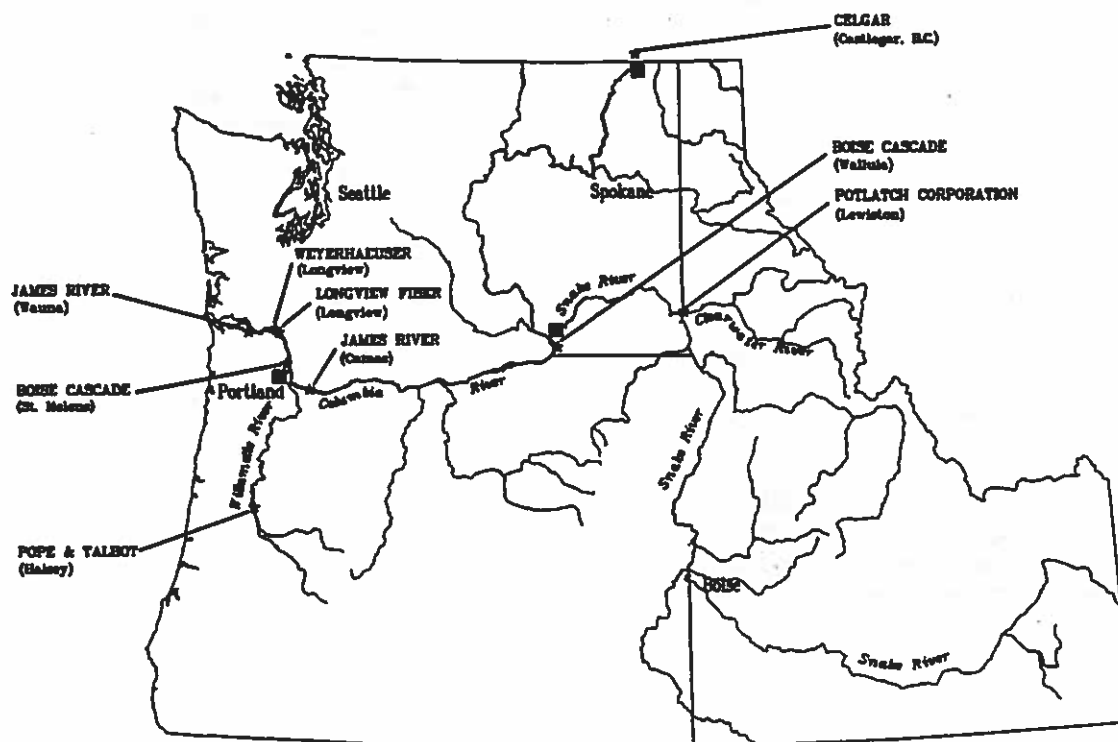 CELGAR
(Castlegar, B.C.)
BOISE CASCADE
(Wallula)
POTLATCH CORPORATION
(Lewiston)
Seattle
Spokane
WEYERHAEUSER
(Longview)
JAMES RIVER
(Wauna)
LONGVIEW FIBER
(Longview)
JAMES RIVER
(Camas)
Snake River
Clearwater River
BOISE CASCADE
(St. Helens)
Portland
Columbia River
Willamette River
Snake River
POPE & TALBOT
(Halsey)
Boise
Snake River